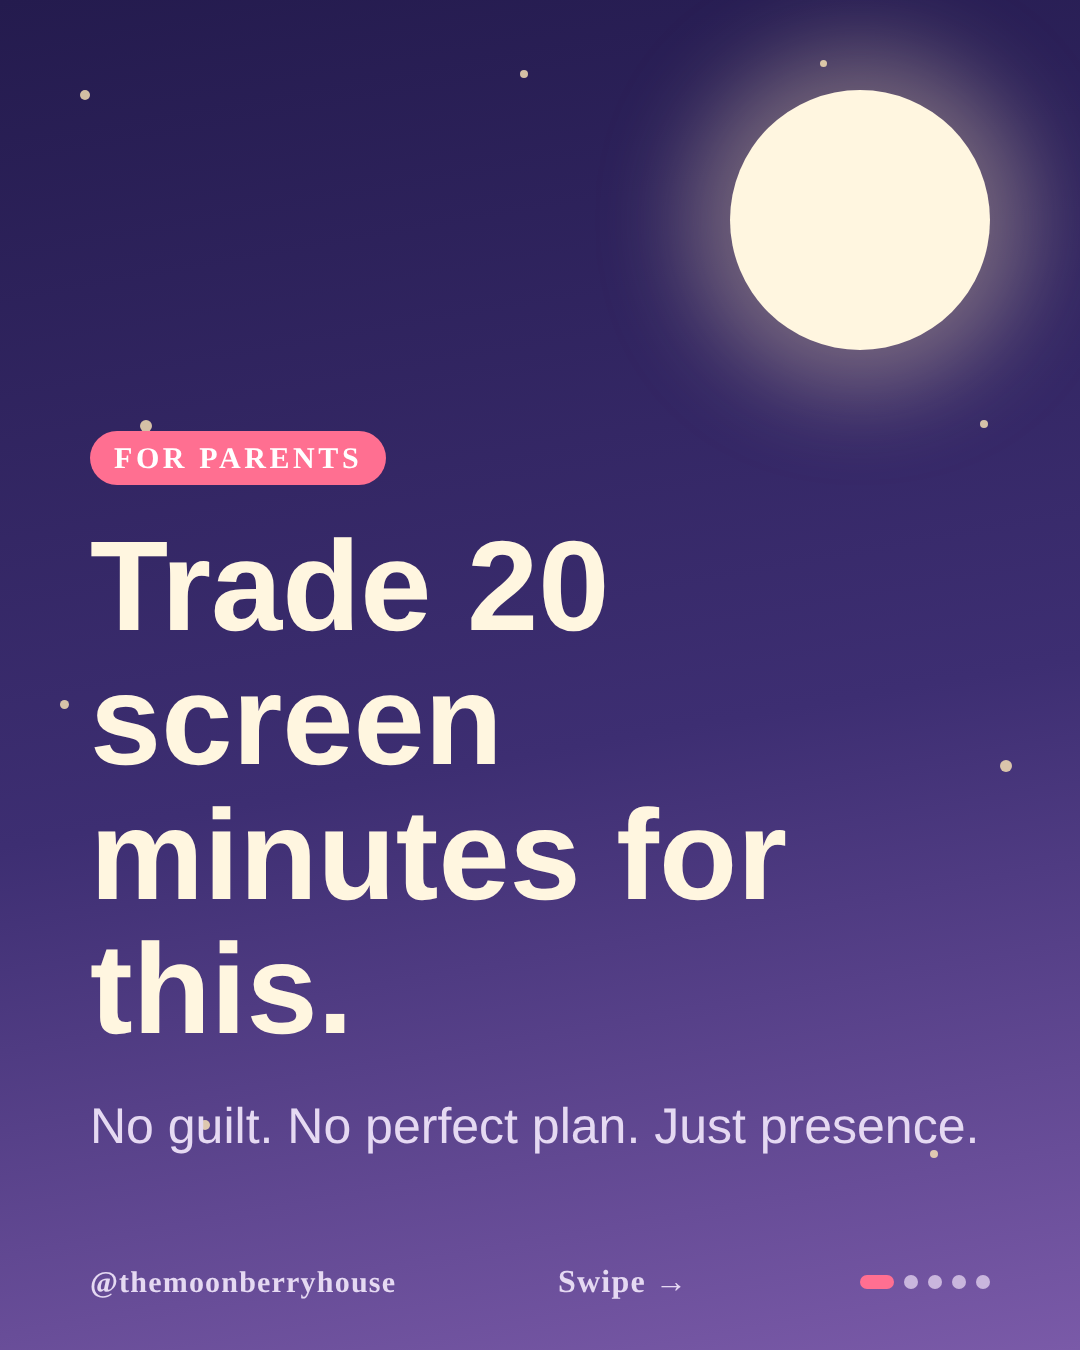 FOR PARENTS
Trade 20
screen
minutes for
this.
No guilt. No perfect plan. Just presence.
@themoonberryhouse
Swipe →